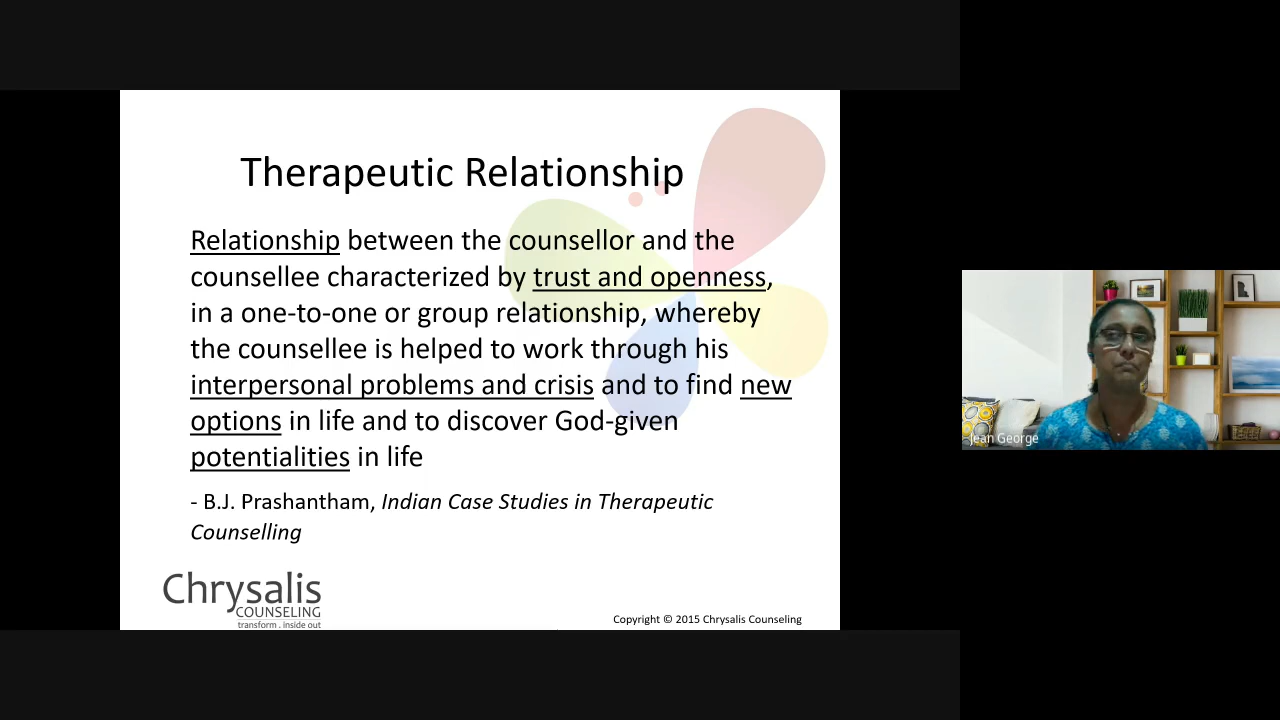 Therapeutic Relationship
Relationship between the counsellor and the
counsellee characterized by trust and openness,
in a one-to-one or group relationship, whereby
the counsellee is helped to work through his
interpersonal problems and crisis and to find new
options in life and to discover God-given
potentialities in life
- B.J. Prashantham, Indian Case Studies in Therapeutic
Counselling
Chrysalis
COUNSELING
transform . inside out
Copyright © 2015 Chrysalis Counseling
Jean George